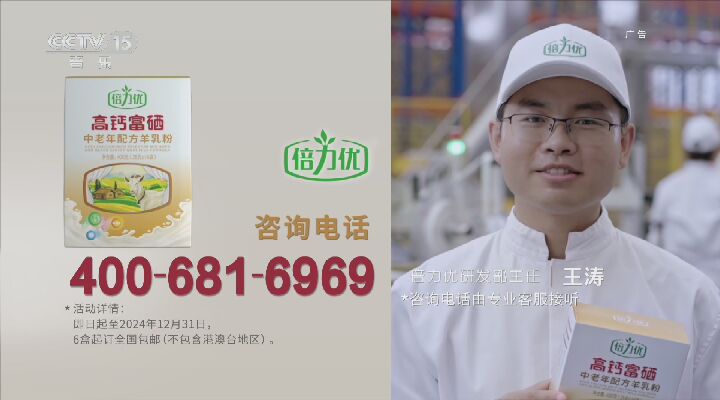 CCTV 15
音乐
广告
倍力优
高钙富硒
中老年配方羊乳粉
倍力优
咨询电话
400-681-6969
*活动详情：
即日起至2024年12月31日，
6盒起订全国包邮（不包含港澳台地区）。
倍力优
倍力优研发部主任 王涛
*咨询电话由专业客服接听
倍力优
高钙富硒
中老年配方羊乳粉